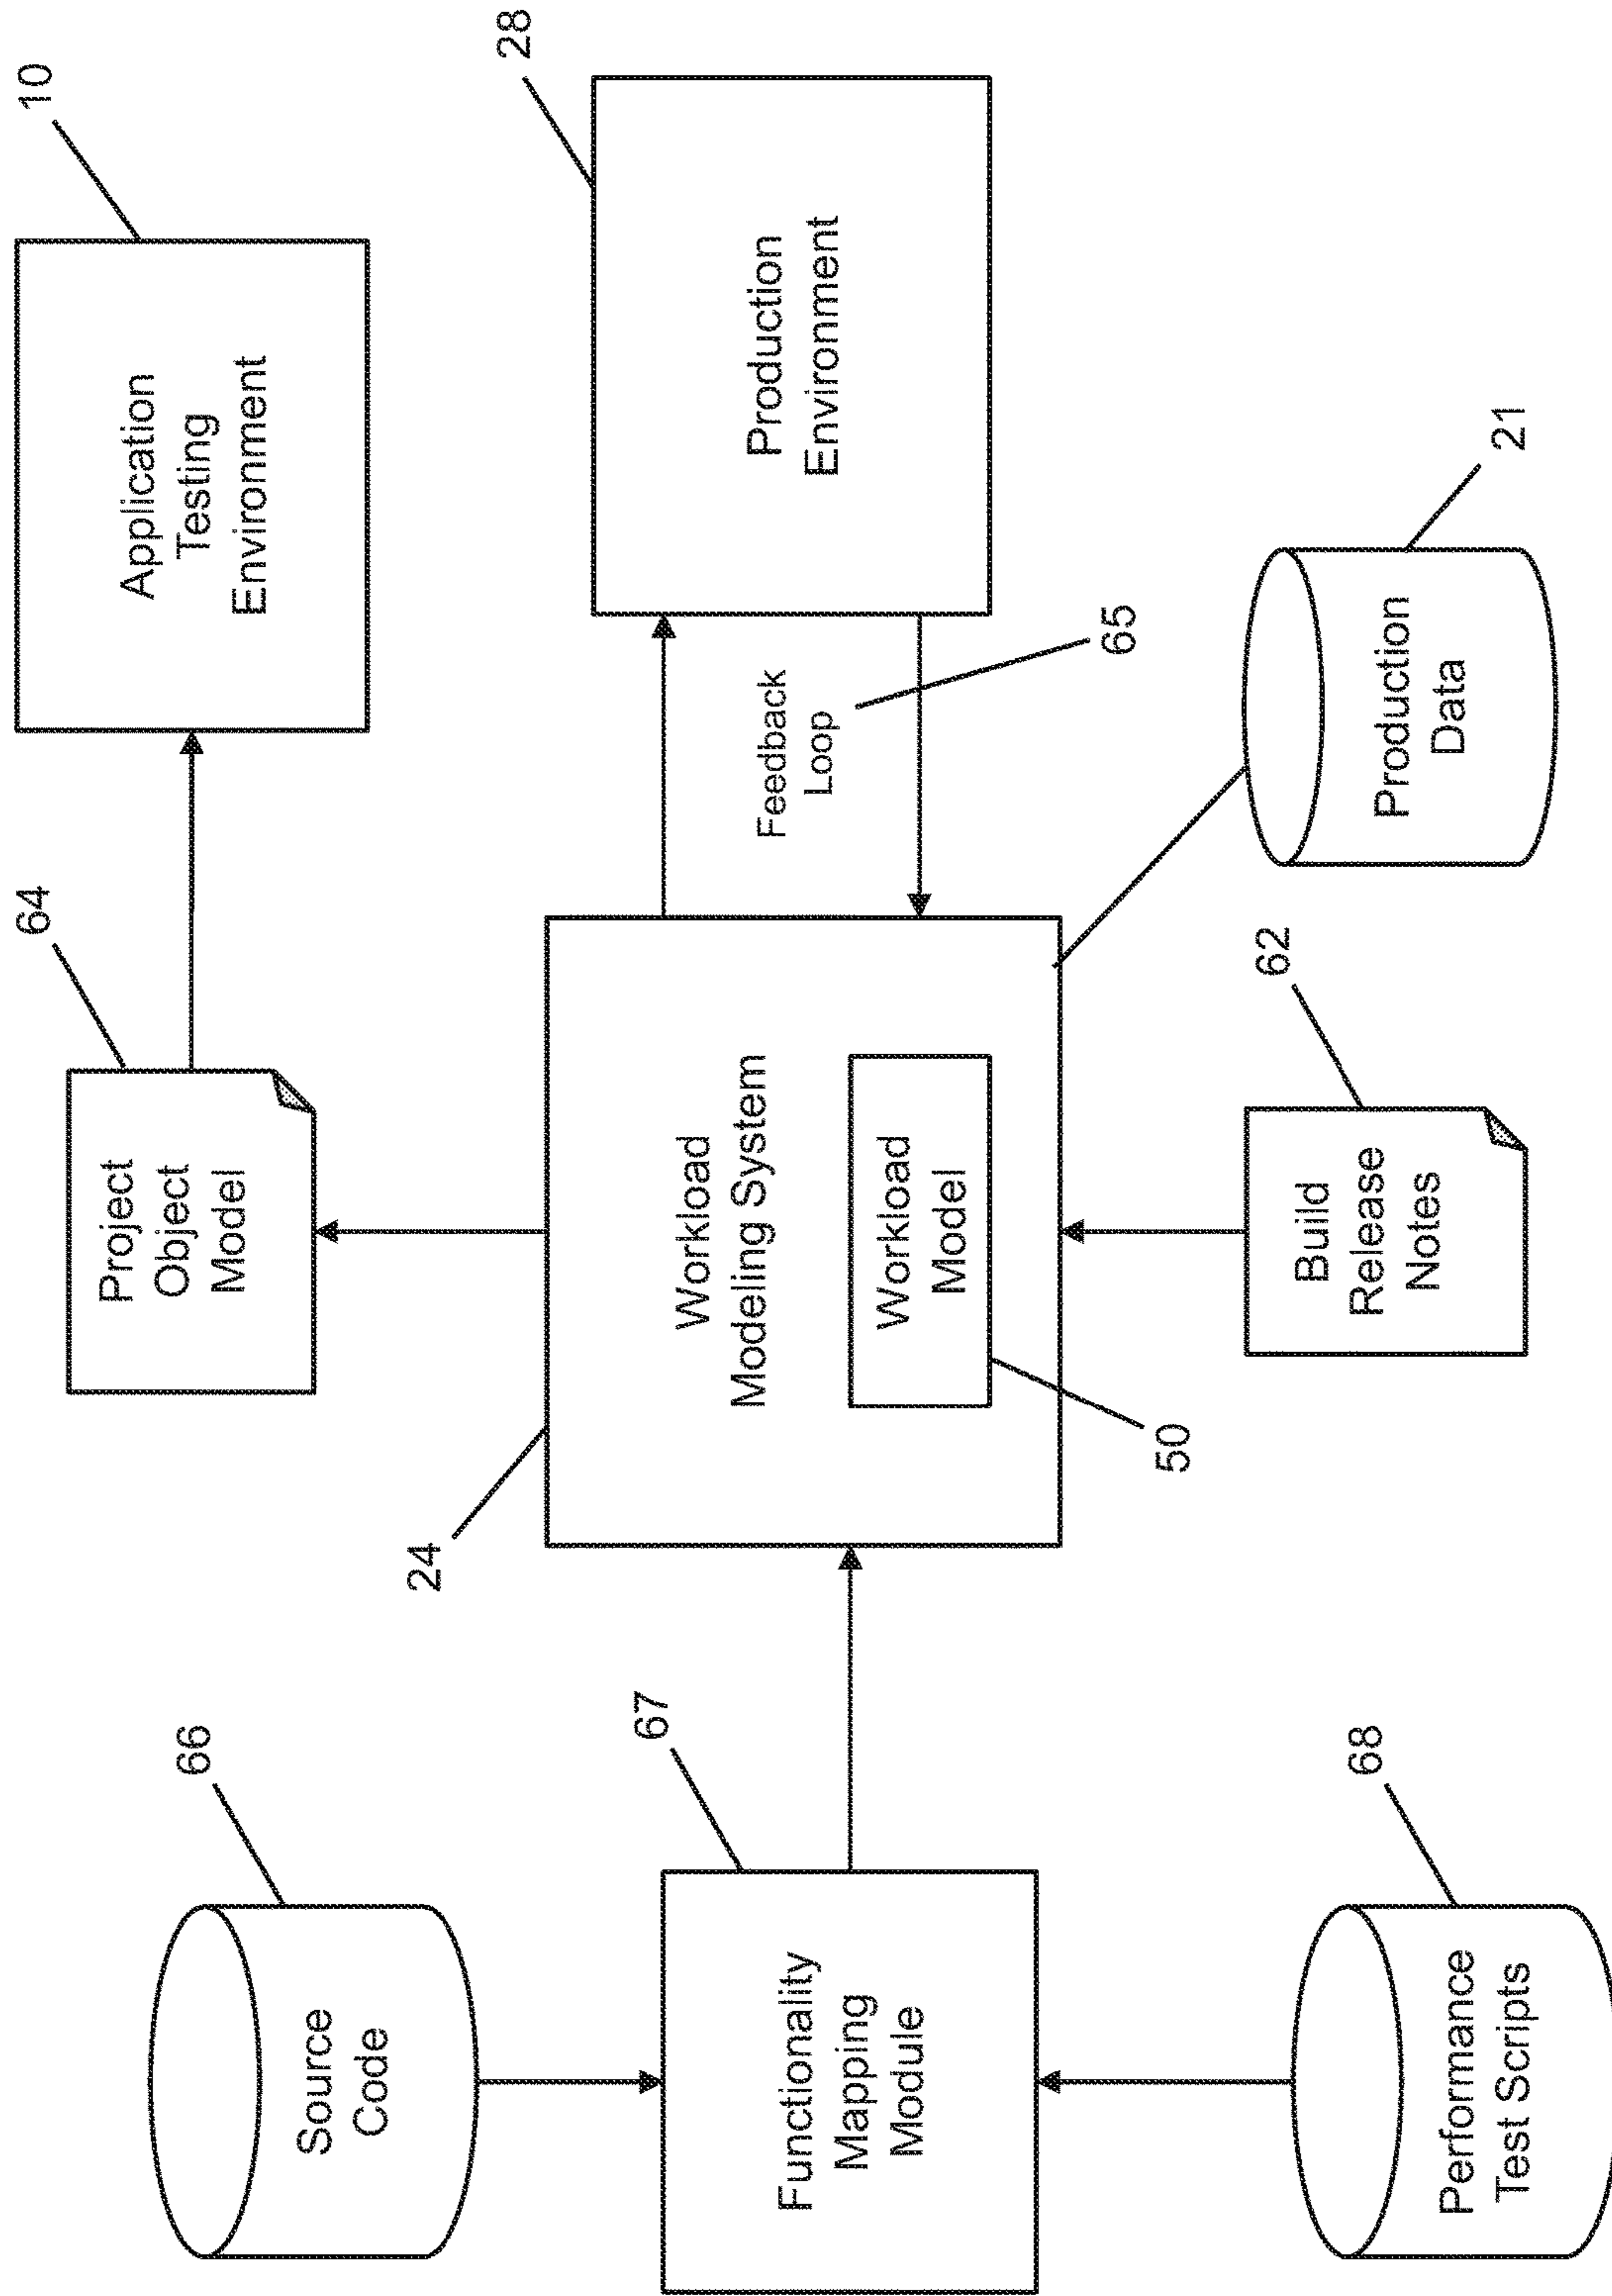 66
Source
Code
67
Functionality
Mapping
Module
68
Performance
Test Scripts
64
Project
Object
Model
24
Workload
Modeling System
Workload
Model
50
62
Build
Release
Notes
10
Application
Testing
Environment
28
Production
Environment
Feedback
Loop
65
21
Production
Data